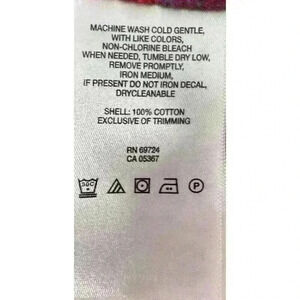 MACHINE WASH COLD GENTLE,
WITH LIKE COLORS,
NON-CHLORINE BLEACH
WHEN NEEDED, TUMBLE DRY LOW,
REMOVE PROMPTLY,
IRON MEDIUM,
IF PRESENT DO NOT IRON DECAL,
DRYCLEANABLE
SHELL: 100% COTTON
EXCLUSIVE OF TRIMMING
RN 69724
CA 05367
P